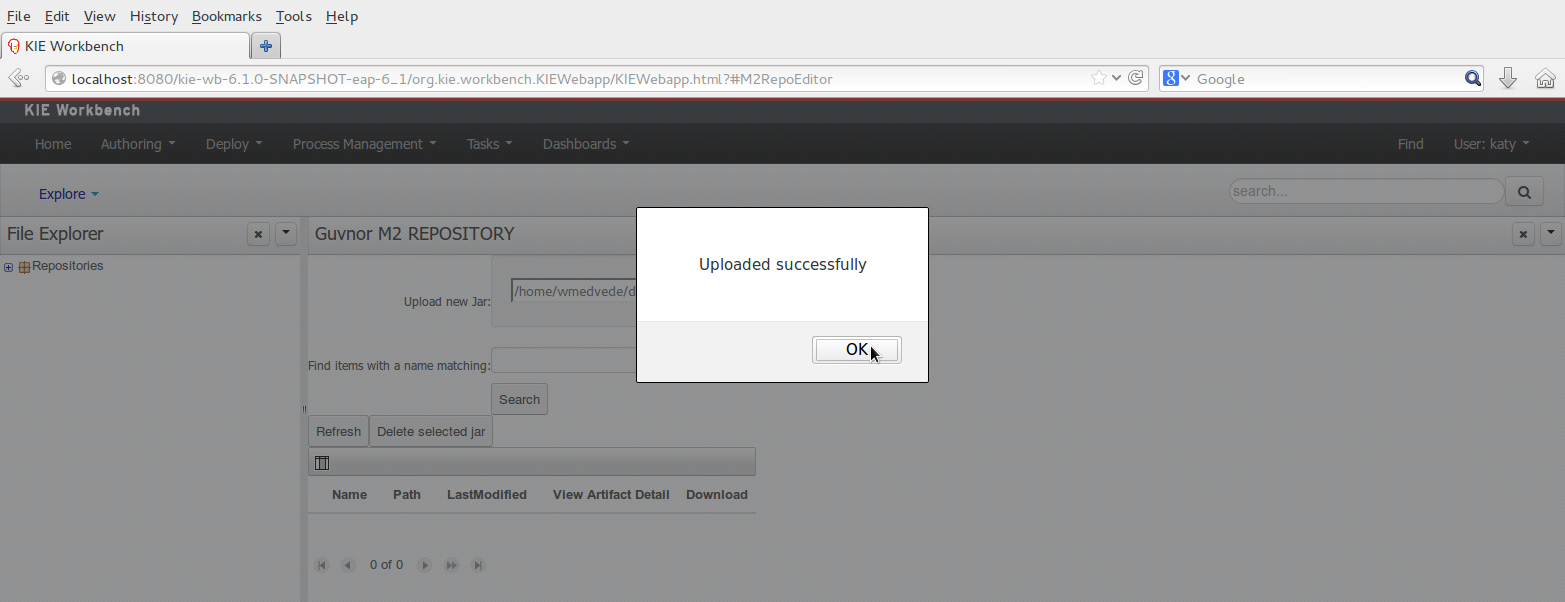 File Edit View History Bookmarks Tools Help
KIE Workbench
localhost:8080/kie-wb-6.1.0-SNAPSHOT-eap-6_1/org.kie.workbench.KIEWebapp/KIEWebapp.html?#M2RepoEditor
Google
KIE Workbench
Home Authoring Deploy Process Management Tasks Dashboards Find User: katy
Explore search...
File Explorer Guvnor M2 REPOSITORY
Repositories
Uploaded successfully
Upload new Jar: /home/wmedvede/d
OK
Find items with a name matching:
Search
Refresh Delete selected jar
Name Path LastModified View Artifact Detail Download
0 of 0